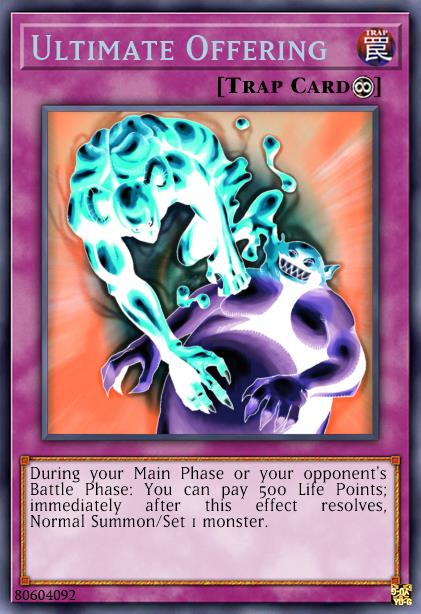 Ultimate Offering
TRAP
罠
[Trap Card]
During your Main Phase or your opponent's
Battle Phase: You can pay 500 Life Points;
immediately after this effect resolves,
Normal Summon/Set 1 monster.
80604092